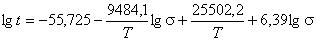 lg t = −55,725 − 9484,1/T lg σ + 25502,2/T + 6,39 lg σ